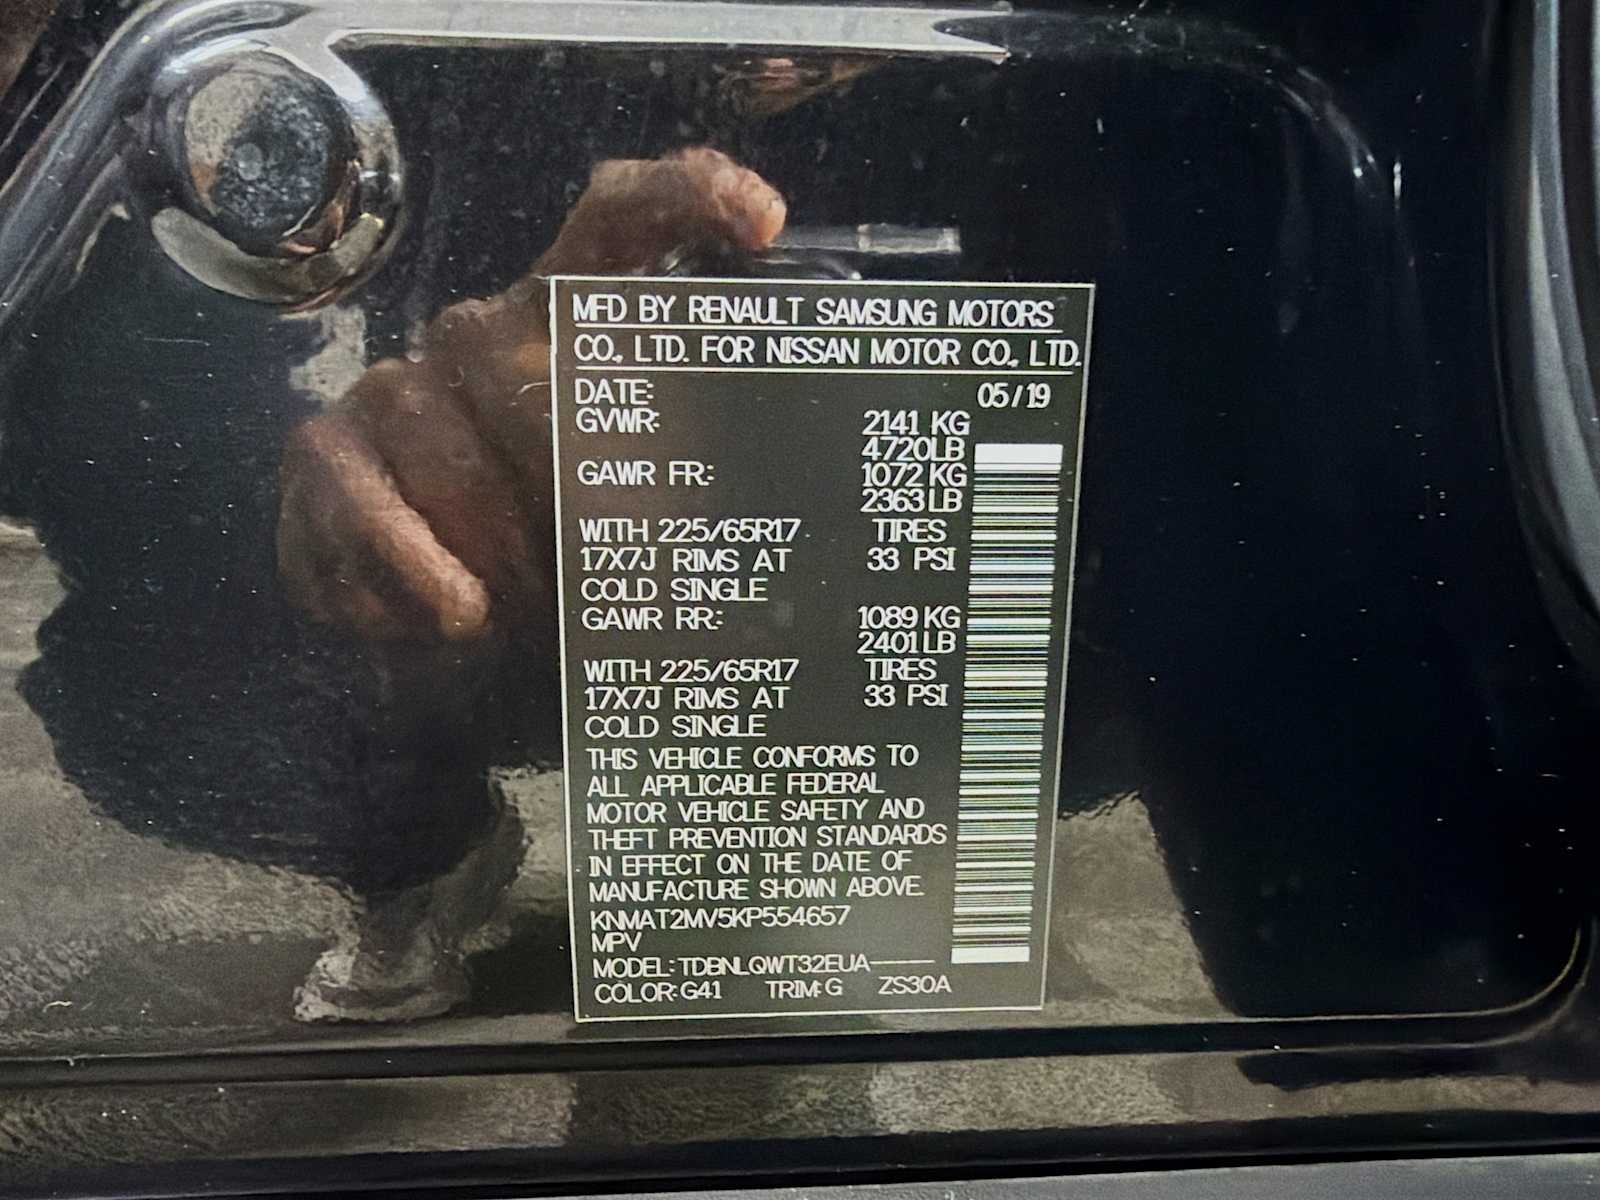 MFD BY RENAULT SAMSUNG MOTORS
CO., LTD. FOR NISSAN MOTOR CO., LTD.
DATE: 05/19
GVWR: 2141 KG
4720LB
GAWR FR.: 1072 KG
2363 LB
WITH 225/65R17 TIRES
17X7J RIMS AT 33 PSI
COLD SINGLE
GAWR RR.: 1089 KG
2401 LB
WITH 225/65R17 TIRES
17X7J RIMS AT 33 PSI
COLD SINGLE
THIS VEHICLE CONFORMS TO
ALL APPLICABLE FEDERAL
MOTOR VEHICLE SAFETY AND
THEFT PREVENTION STANDARDS
IN EFFECT ON THE DATE OF
MANUFACTURE SHOWN ABOVE.
KNMAT2MV5KP554657
MPV
MODEL: TDBNLQWT32EUA-----
COLOR: G41 TRIM: G ZS30A